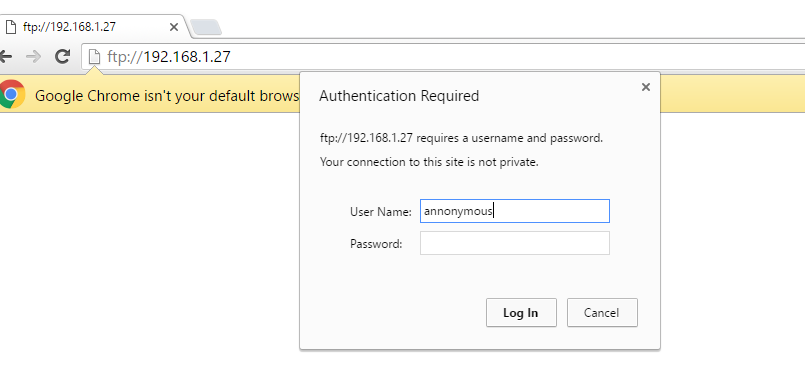 ftp://192.168.1.27
ftp://192.168.1.27
Google Chrome isn't your default brows
Authentication Required
ftp://192.168.1.27 requires a username and password.
Your connection to this site is not private.
User Name: annonymous
Password:
Log In Cancel